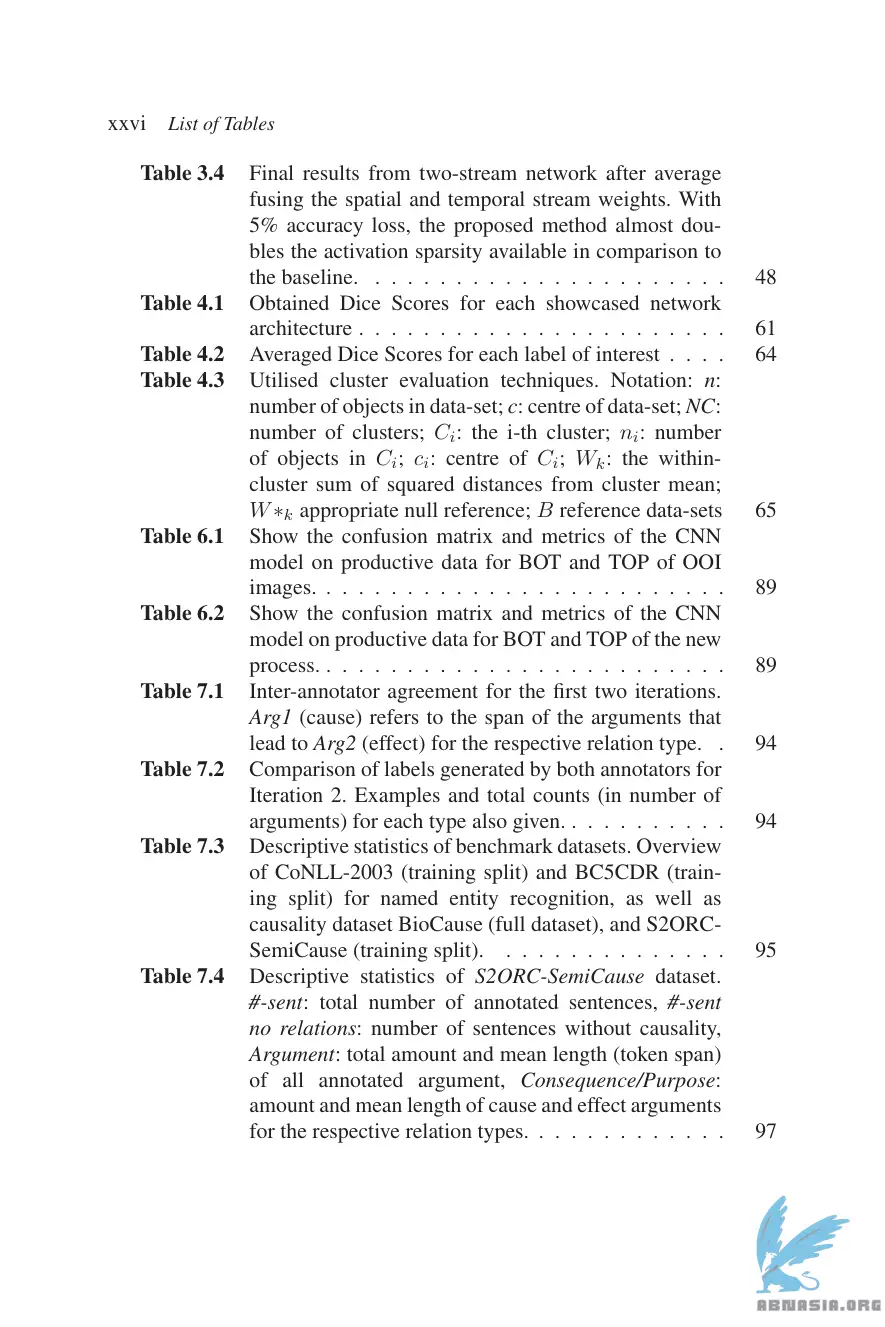 xxvi List of Tables
Table 3.4 Final results from two-stream network after average
fusing the spatial and temporal stream weights. With
5% accuracy loss, the proposed method almost dou-
bles the activation sparsity available in comparison to
the baseline. . . . . . . . . . . . . . . . . . . . . . . . 48
Table 4.1 Obtained Dice Scores for each showcased network
architecture . . . . . . . . . . . . . . . . . . . . . . . 61
Table 4.2 Averaged Dice Scores for each label of interest . . . . 64
Table 4.3 Utilised cluster evaluation techniques. Notation: n:
number of objects in data-set; c: centre of data-set; NC:
number of clusters; Cᵢ: the i-th cluster; nᵢ: number
of objects in Cᵢ; cᵢ: centre of Cᵢ; Wₖ: the within-
cluster sum of squared distances from cluster mean;
W∗ₖ appropriate null reference; B reference data-sets 65
Table 6.1 Show the confusion matrix and metrics of the CNN
model on productive data for BOT and TOP of OOI
images. . . . . . . . . . . . . . . . . . . . . . . . . . 89
Table 6.2 Show the confusion matrix and metrics of the CNN
model on productive data for BOT and TOP of the new
process. . . . . . . . . . . . . . . . . . . . . . . . . . 89
Table 7.1 Inter-annotator agreement for the first two iterations.
Arg1 (cause) refers to the span of the arguments that
lead to Arg2 (effect) for the respective relation type. . 94
Table 7.2 Comparison of labels generated by both annotators for
Iteration 2. Examples and total counts (in number of
arguments) for each type also given. . . . . . . . . . . 94
Table 7.3 Descriptive statistics of benchmark datasets. Overview
of CoNLL-2003 (training split) and BC5CDR (train-
ing split) for named entity recognition, as well as
causality dataset BioCause (full dataset), and S2ORC-
SemiCause (training split). . . . . . . . . . . . . . . 95
Table 7.4 Descriptive statistics of S2ORC-SemiCause dataset.
#-sent: total number of annotated sentences, #-sent
no relations: number of sentences without causality,
Argument: total amount and mean length (token span)
of all annotated argument, Consequence/Purpose:
amount and mean length of cause and effect arguments
for the respective relation types. . . . . . . . . . . . . 97
ABNASIA.ORG